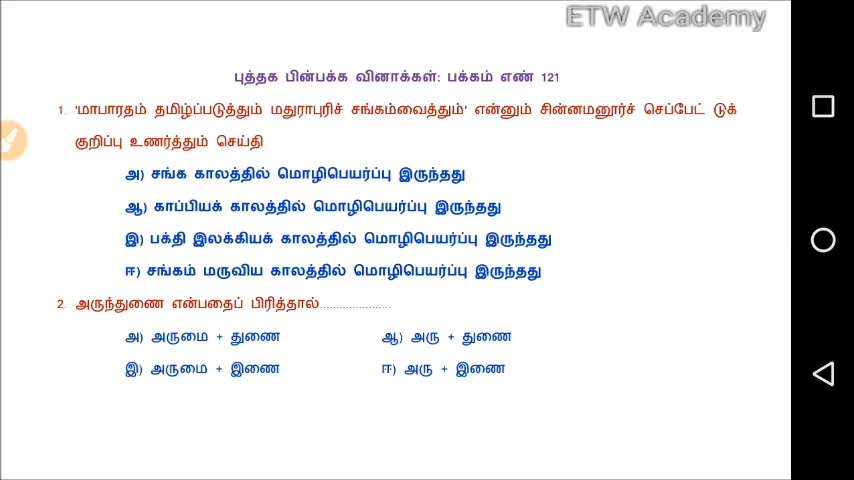 ETW Academy
புத்தக பின்பக்க வினாக்கள்: பக்கம் எண் 121
1. 'மாபாரதம் தமிழ்ப்படுத்தும் மதுராபுரிச் சங்கம்வைத்தும்' என்னும் சின்னமனூர்ச் செப்பேட் டுக்
குறிப்பு உணர்த்தும் செய்தி
அ) சங்க காலத்தில் மொழிபெயர்ப்பு இருந்தது
ஆ) காப்பியக் காலத்தில் மொழிபெயர்ப்பு இருந்தது
இ) பக்தி இலக்கியக் காலத்தில் மொழிபெயர்ப்பு இருந்தது
ஈ) சங்கம் மருவிய காலத்தில் மொழிபெயர்ப்பு இருந்தது
2. அருந்துணை என்பதைப் பிரித்தால்......................
அ) அருமை + துணை ஆ) அரு + துணை
இ) அருமை + இணை ஈ) அரு + இணை